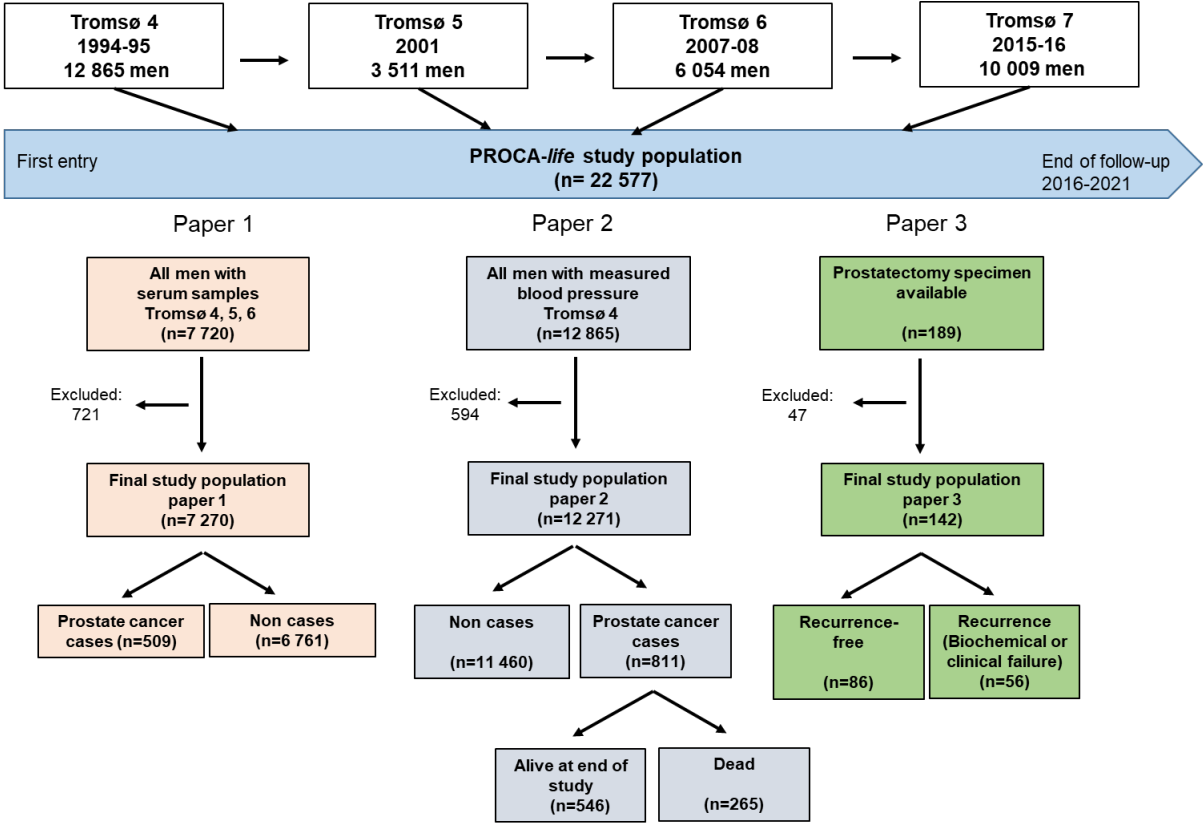 Tromsø 4
1994-95
12 865 men
Tromsø 5
2001
3 511 men
Tromsø 6
2007-08
6 054 men
Tromsø 7
2015-16
10 009 men
First entry
PROCA-life study population
(n= 22 577)
End of follow-up
2016-2021
Paper 1
Paper 2
Paper 3
All men with
serum samples
Tromsø 4, 5, 6
(n=7 720)
All men with measured
blood pressure
Tromsø 4
(n=12 865)
Prostatectomy specimen
available
(n=189)
Excluded:
721
Excluded:
594
Excluded:
47
Final study population
paper 1
(n=7 270)
Final study population
paper 2
(n=12 271)
Final study population
paper 3
(n=142)
Prostate cancer
cases (n=509)
Non cases
(n=6 761)
Non cases
(n=11 460)
Prostate cancer
cases
(n=811)
Recurrence-
free
(n=86)
Recurrence
(Biochemical or
clinical failure)
(n=56)
Alive at end of
study
(n=546)
Dead
(n=265)